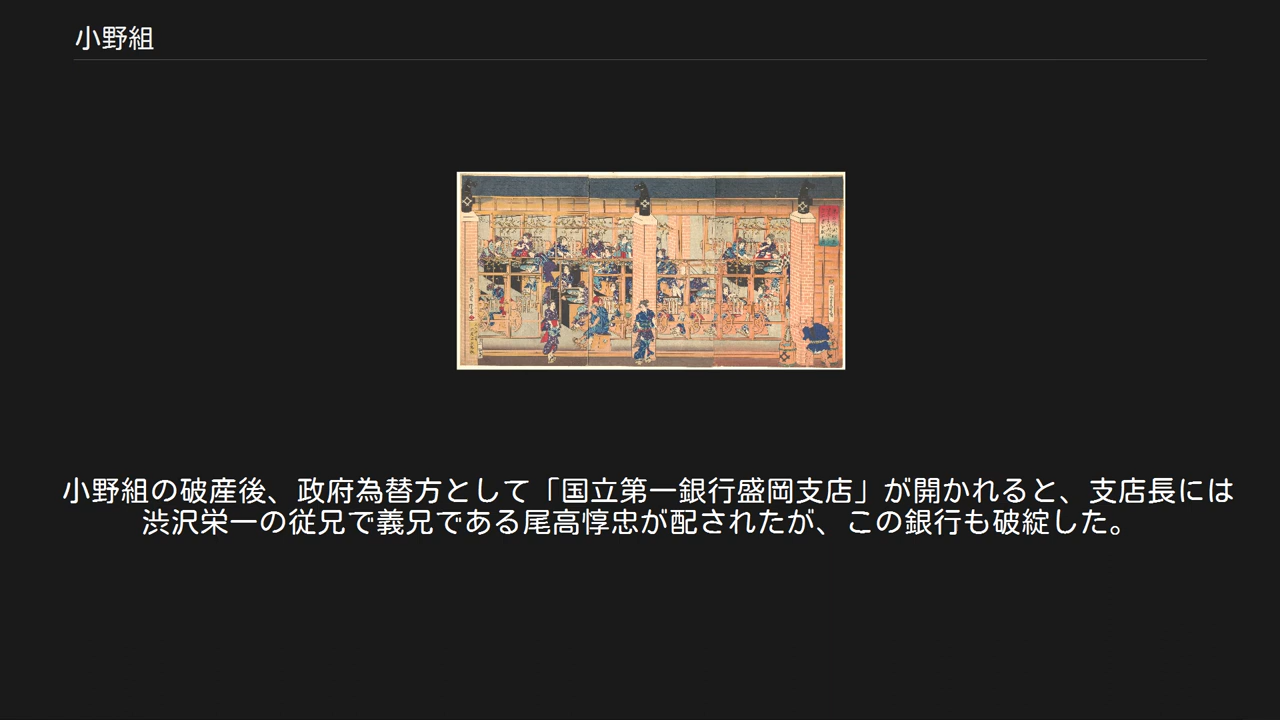 小野組
小野組の破産後、政府為替方として「国立第一銀行盛岡支店」が開かれると、支店長には
渋沢栄一の従兄で義兄である尾高惇忠が配されたが、この銀行も破綻した。